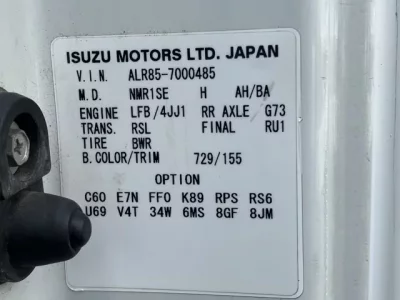 ISUZU MOTORS LTD. JAPAN
V.I.N. ALR85-7000485
M.D. NMR1SE H AH/BA
ENGINE LFB/4JJ1 RR AXLE G73
TRANS. RSL FINAL RU1
TIRE BWR
B.COLOR/TRIM 729/155
OPTION
C60 E7N FF0 K89 RPS RS6
U69 V4T 34W 6MS 8GF 8JM